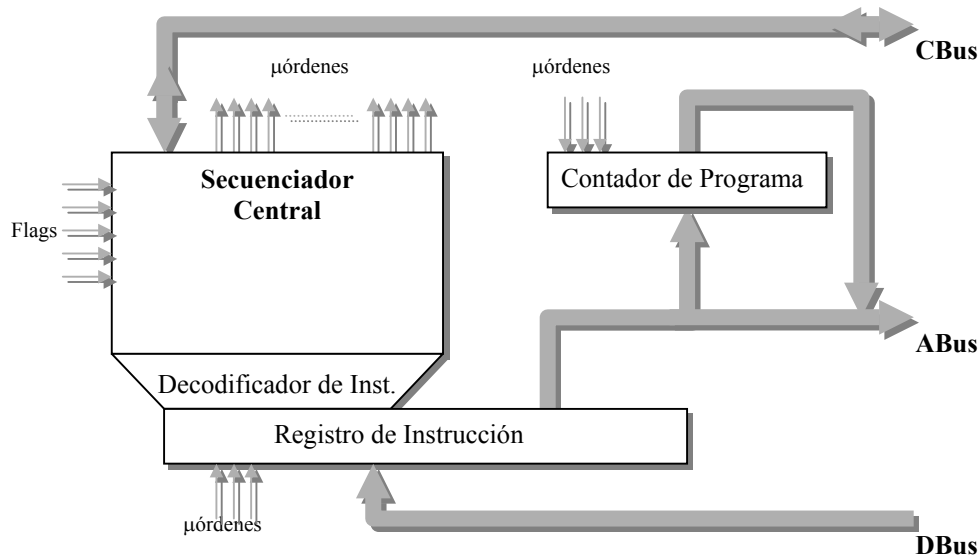 CBus
μórdenes
μórdenes
Secuenciador
Central
Contador de Programa
Flags
ABus
Decodificador de Inst.
Registro de Instrucción
μórdenes
DBus